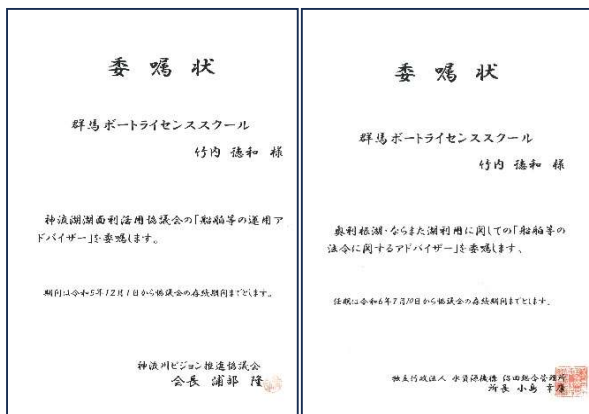 委嘱状
群馬ボートライセンススクール
竹内 徳和 様
神流湖湖面利活用協議会の「船舶等の運用ア
ドバイザー」を委嘱します。
期間は令和5年12月1日から協議会の存続期間までとします。
神流川ビジョン推進協議会
会長 浦部 隆
委嘱状
群馬ボートライセンススクール
竹内 徳和 様
奥利根湖・ならまた湖利用に関しての「船舶等の
法令に関するアドバイザー」を委嘱します、
任期は令和6年7月10日から協議会の存続期間までとします.
独立行政法人 水資源機構 沼田総合管理所
所長 小島 幸